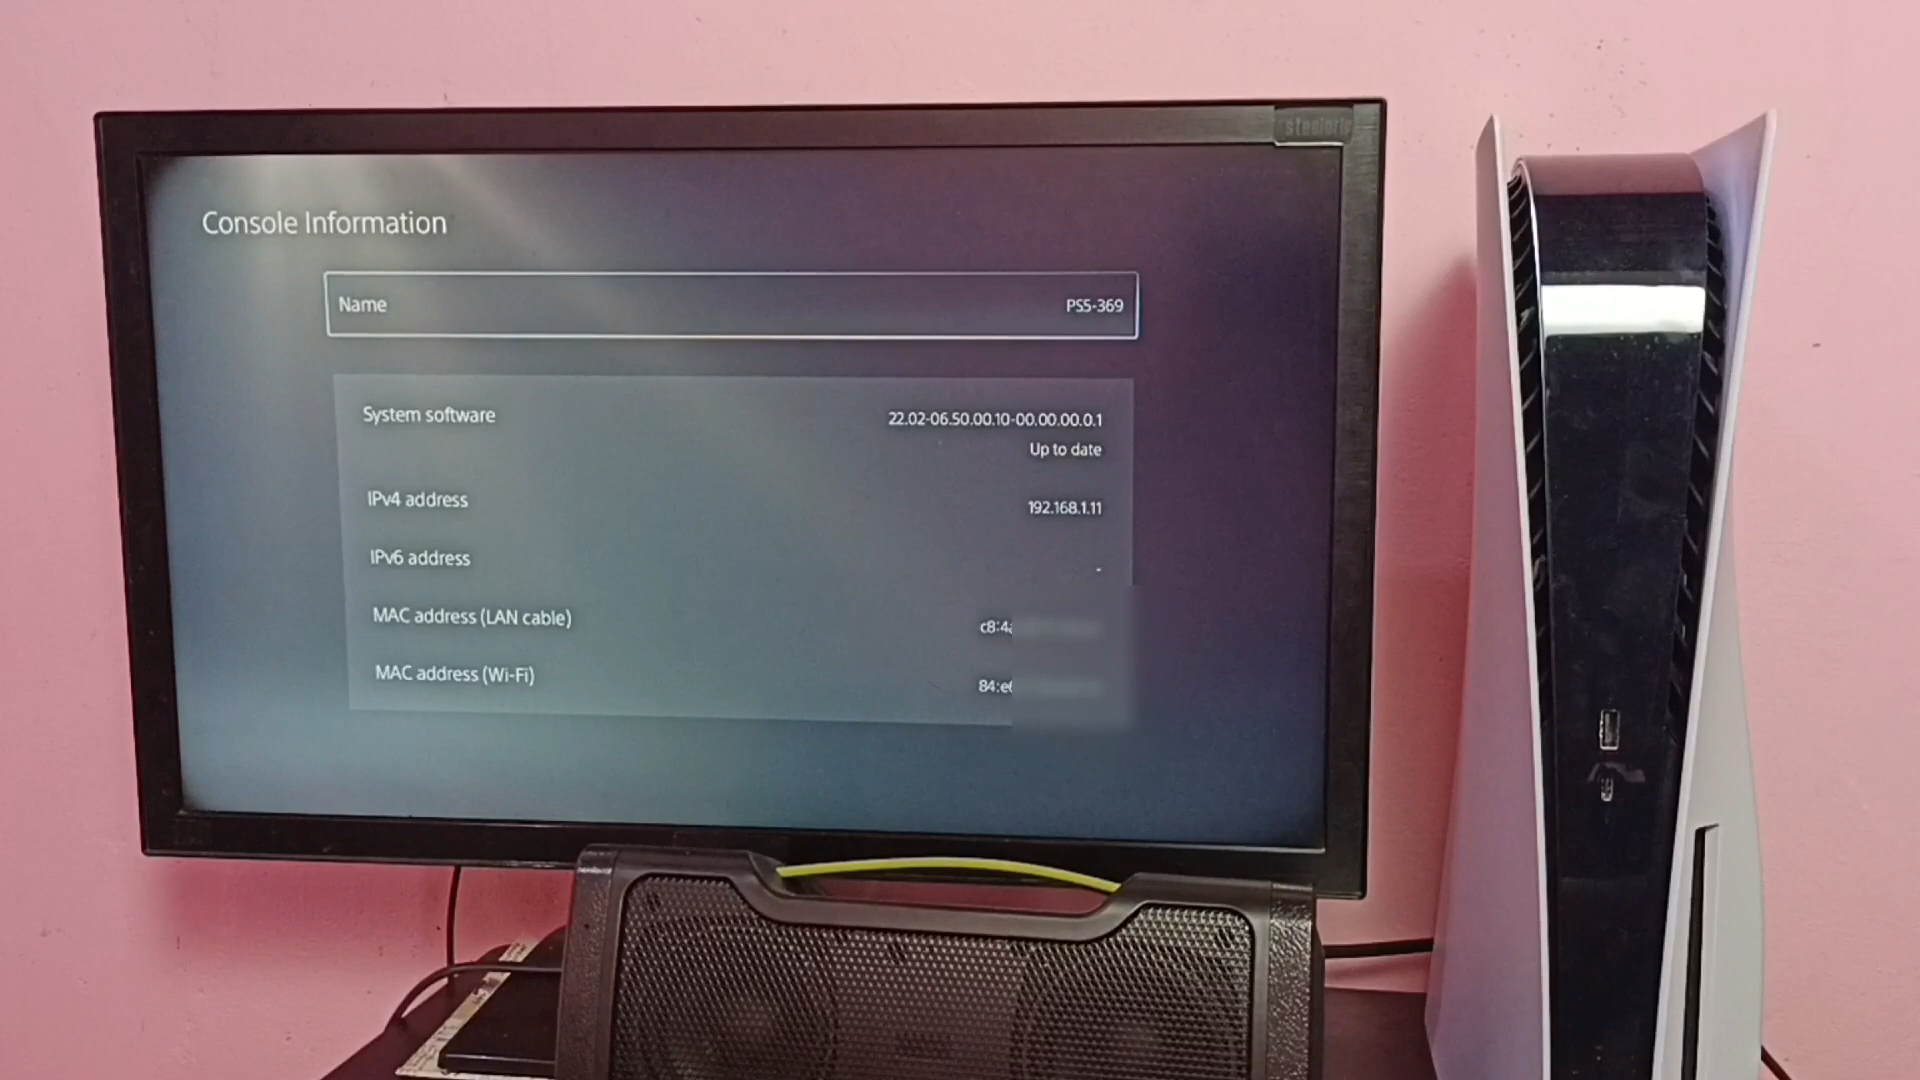 Console Information
Name PS5-369
System software 22.02-06.50.00.10-00.00.00.0.1
Up to date
IPv4 address 192.168.1.11
IPv6 address -
MAC address (LAN cable) c8:4a
MAC address (Wi-Fi) 84:e6